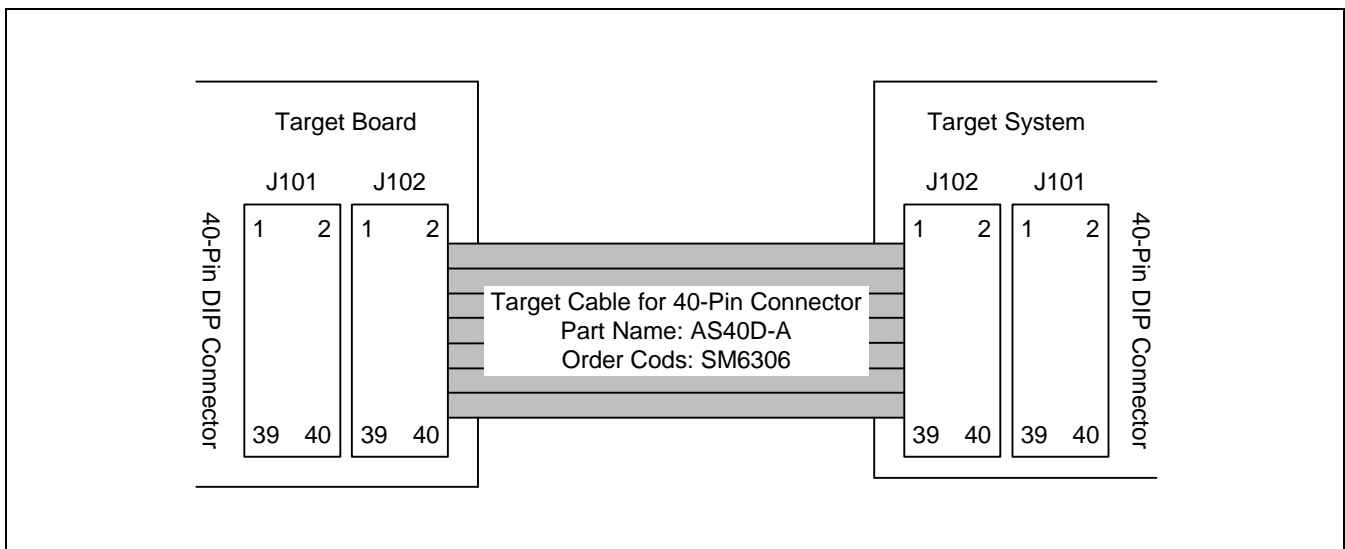 Target Board
J101 J102
40-Pin DIP Connector
1 2 1 2
39 40 39 40
Target Cable for 40-Pin Connector
Part Name: AS40D-A
Order Cods: SM6306
Target System
J102 J101
1 2 1 2
39 40 39 40
40-Pin DIP Connector